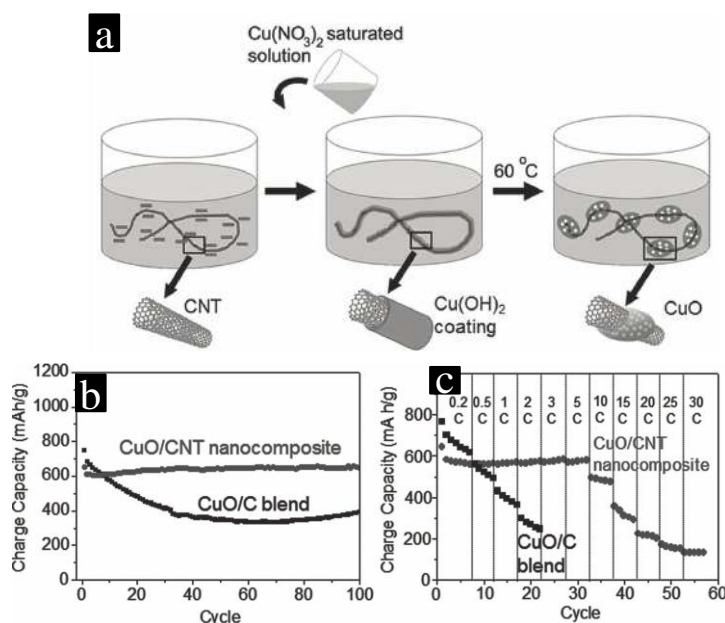 a
Cu(NO3)2 saturated
solution
60 °C
CNT
Cu(OH)2
coating
CuO
b
Charge Capacity (mAh/g)
1200
1000
800
600
400
200
0
CuO/CNT nanocomposite
CuO/C blend
0 20 40 60 80 100
Cycle
c
Charge Capacity (mA h/g)
800
600
400
200
0
0.2 0.5 1 2 3 5 10 15 20 25 30
C C C C C C C C C C C
CuO/CNT
nanocomposite
CuO/C
blend
0 10 20 30 40 50 60
Cycle